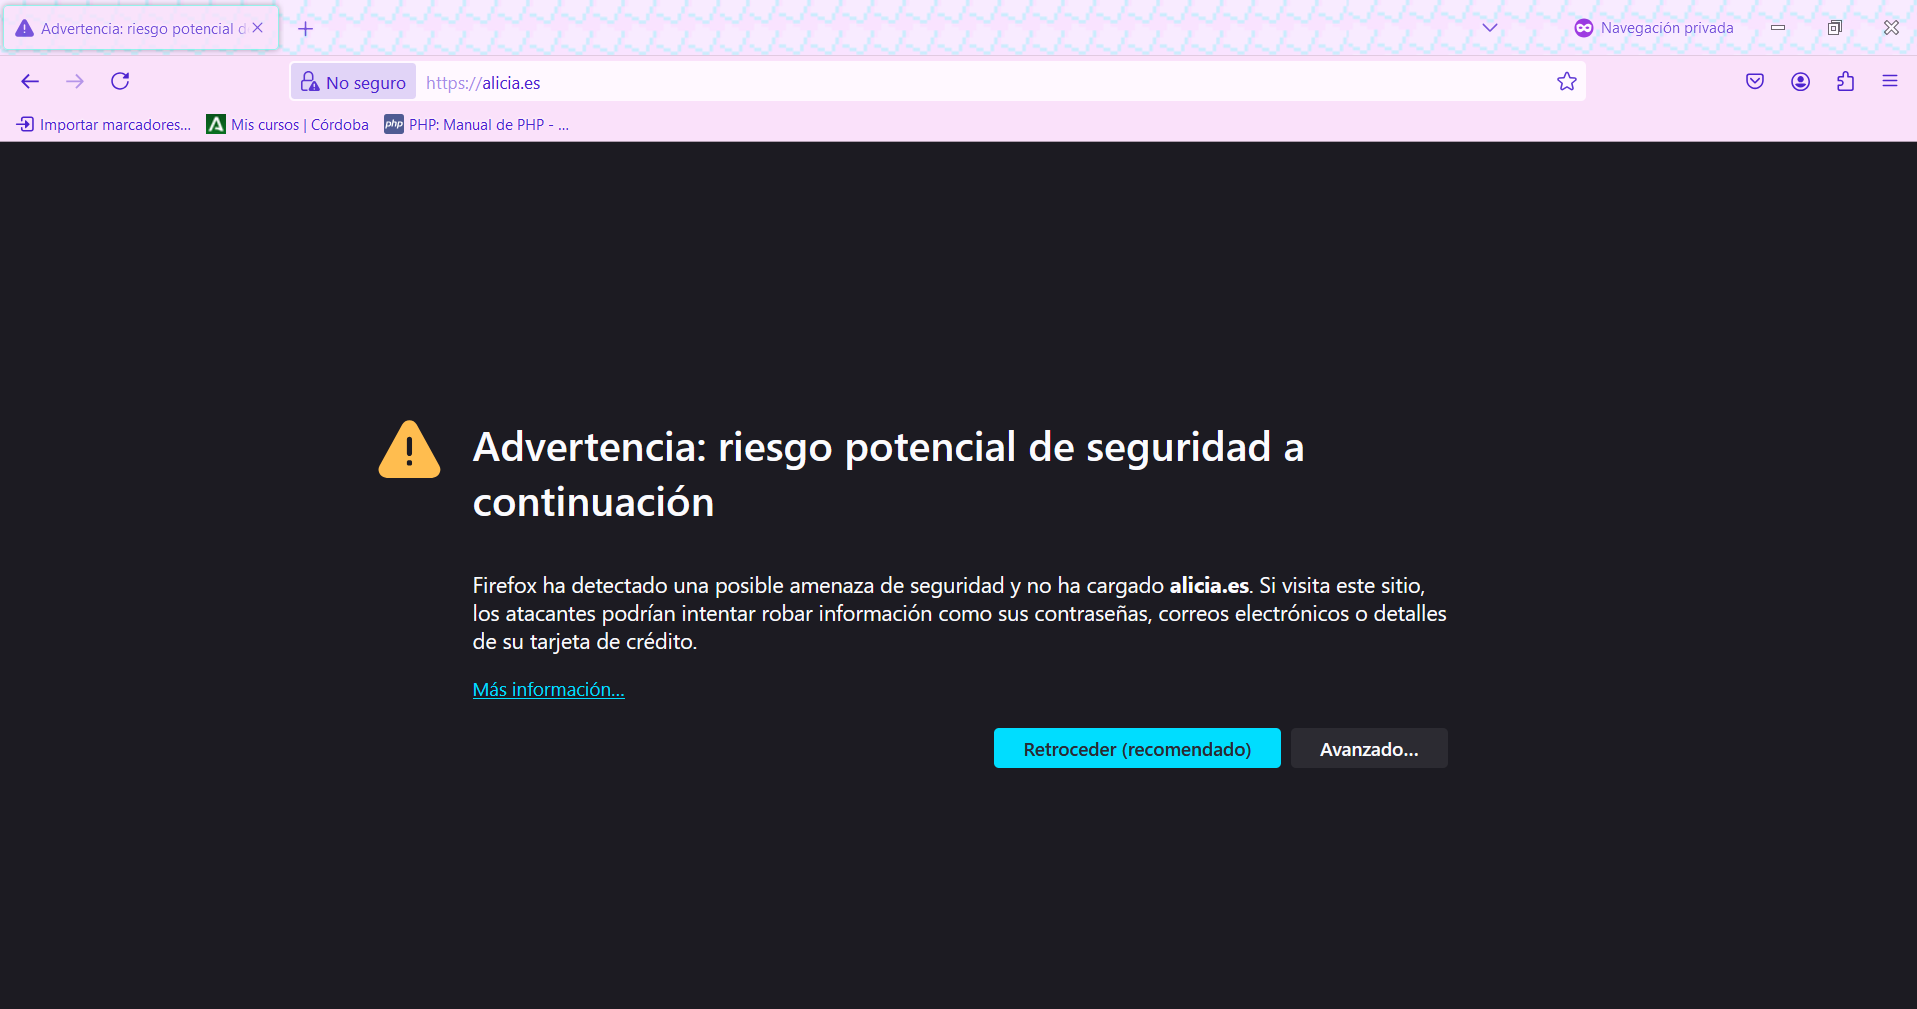 Advertencia: riesgo potencial d
Navegación privada
No seguro
https://alicia.es
Importar marcadores...
Mis cursos | Córdoba
php
PHP: Manual de PHP - ...
Advertencia: riesgo potencial de seguridad a
continuación
Firefox ha detectado una posible amenaza de seguridad y no ha cargado alicia.es. Si visita este sitio,
los atacantes podrían intentar robar información como sus contraseñas, correos electrónicos o detalles
de su tarjeta de crédito.
Más información...
Retroceder (recomendado)
Avanzado...